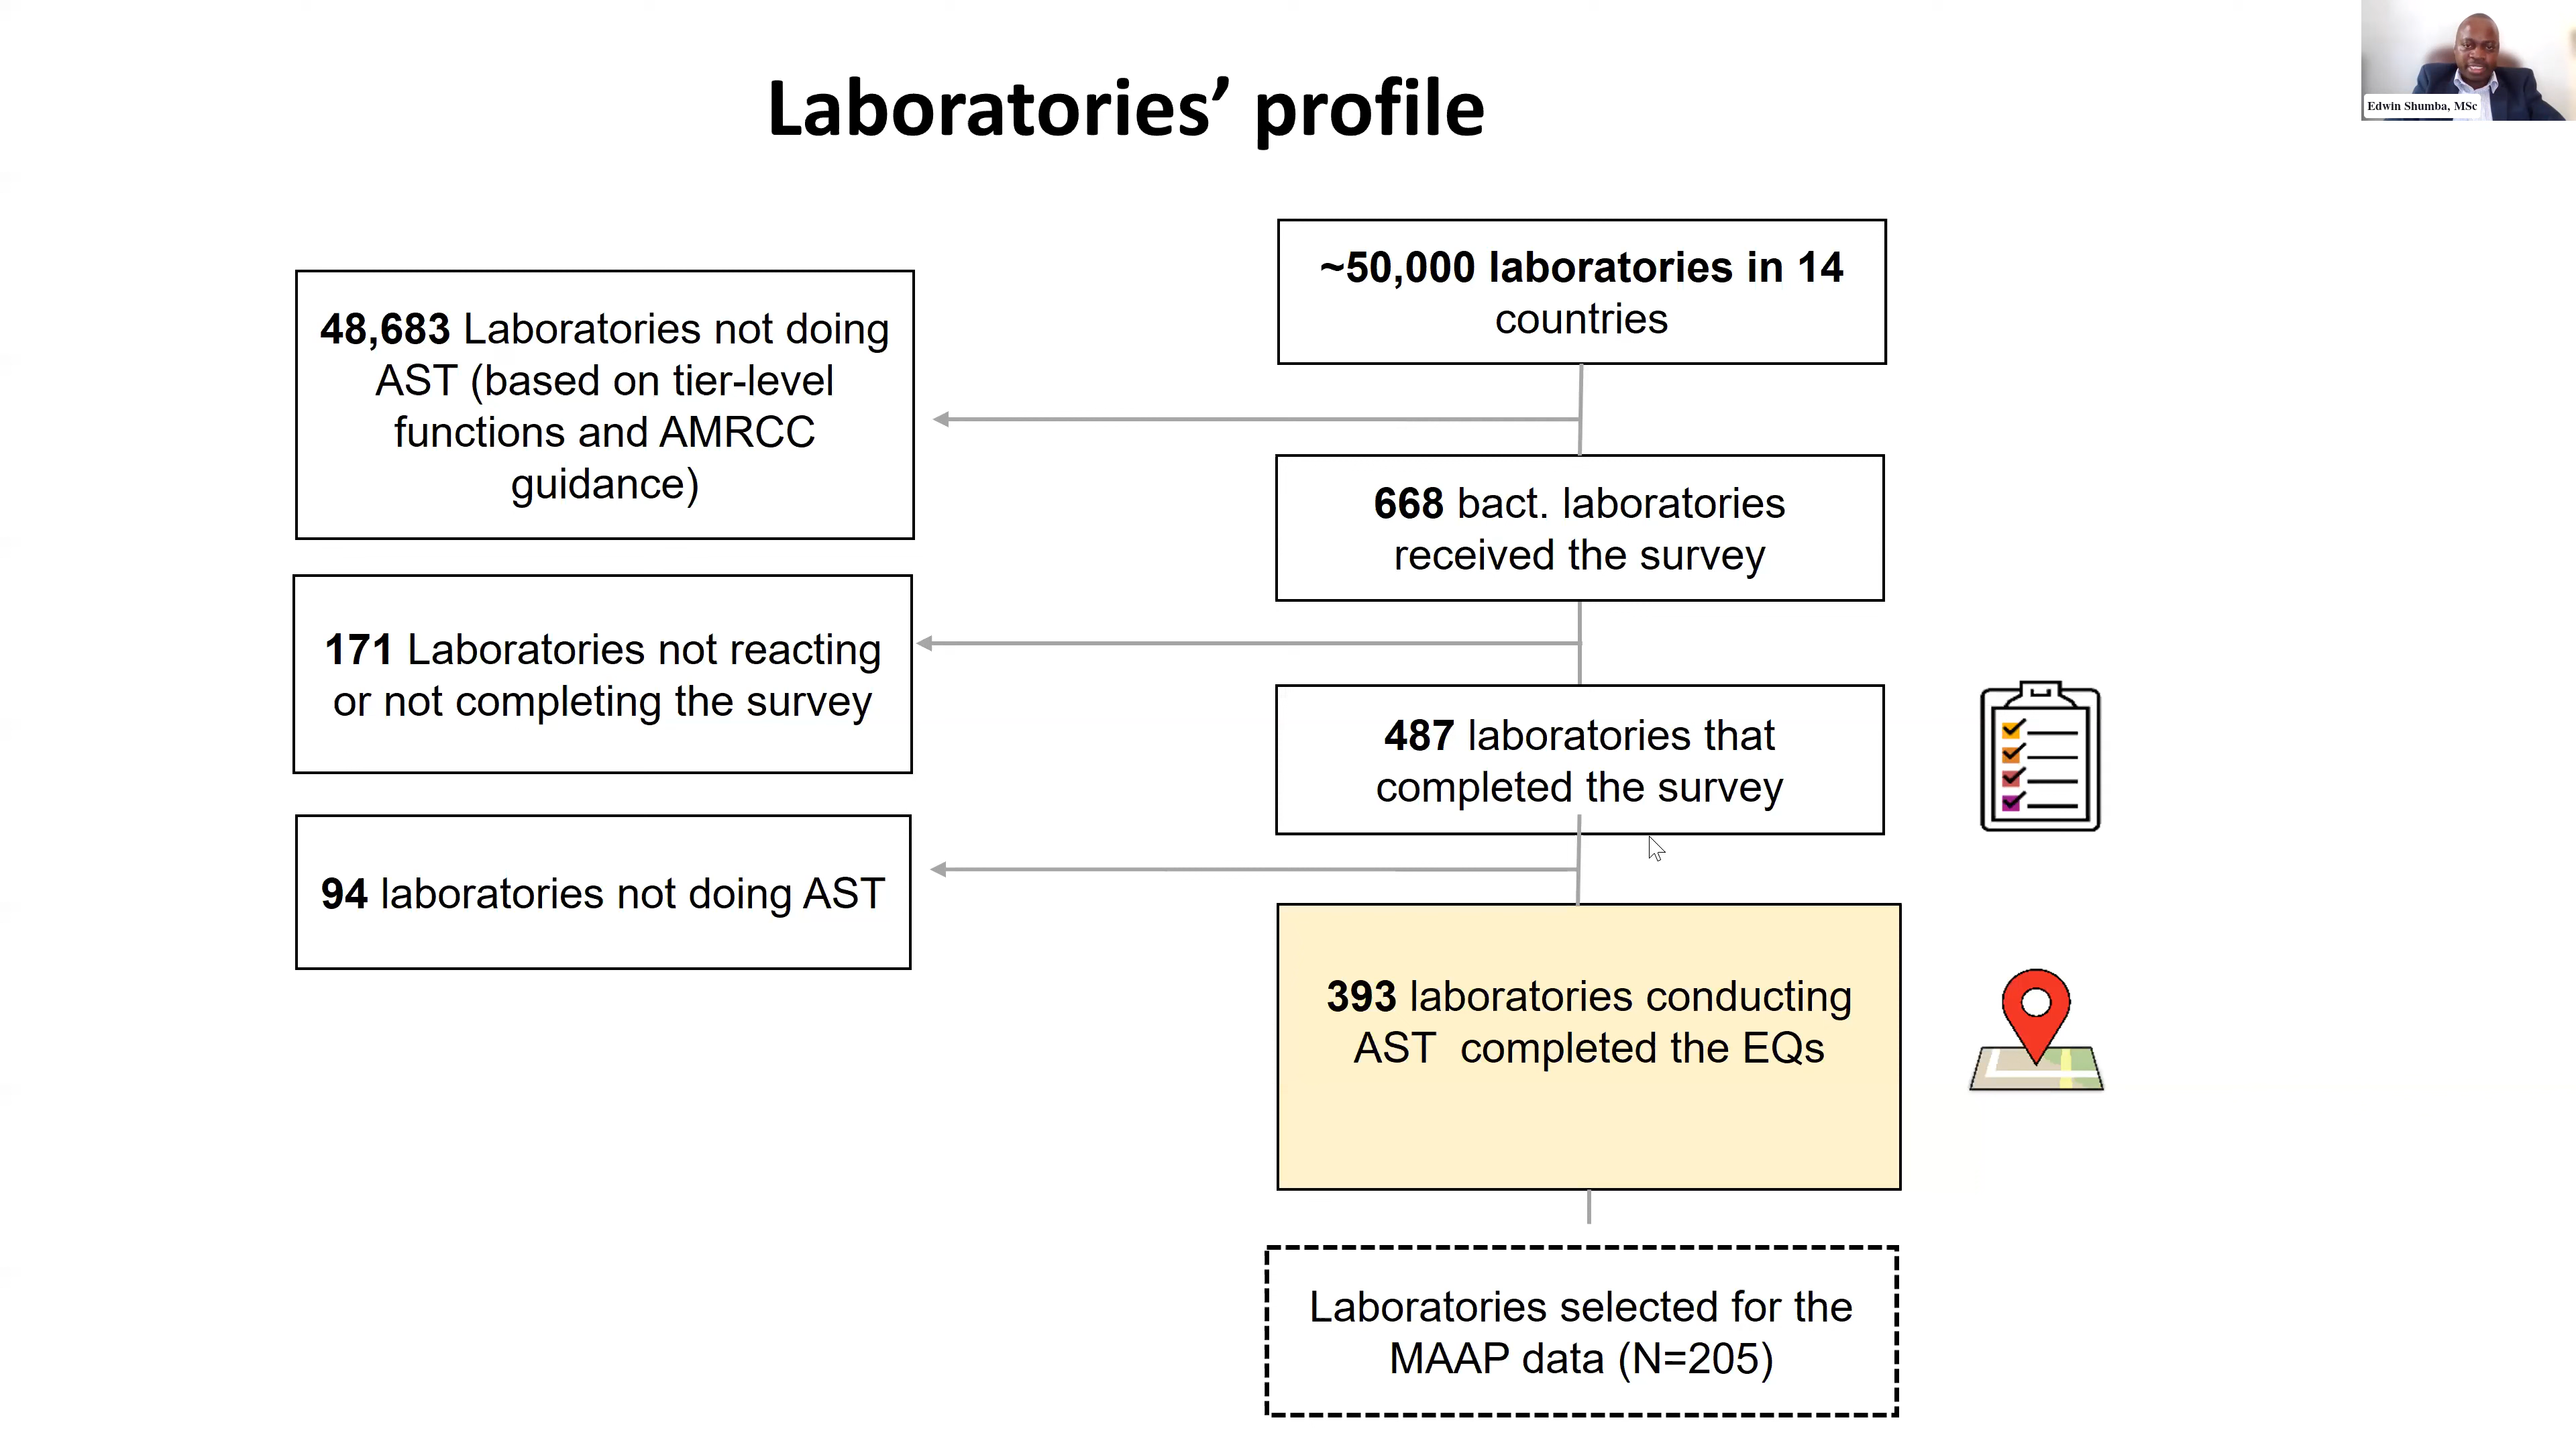 Laboratories’ profile
Edwin Shumba, MSc
~50,000 laboratories in 14
countries
48,683 Laboratories not doing
AST (based on tier-level
functions and AMRCC
guidance)
668 bact. laboratories
received the survey
171 Laboratories not reacting
or not completing the survey
487 laboratories that
completed the survey
94 laboratories not doing AST
393 laboratories conducting
AST  completed the EQs
Laboratories selected for the
MAAP data (N=205)